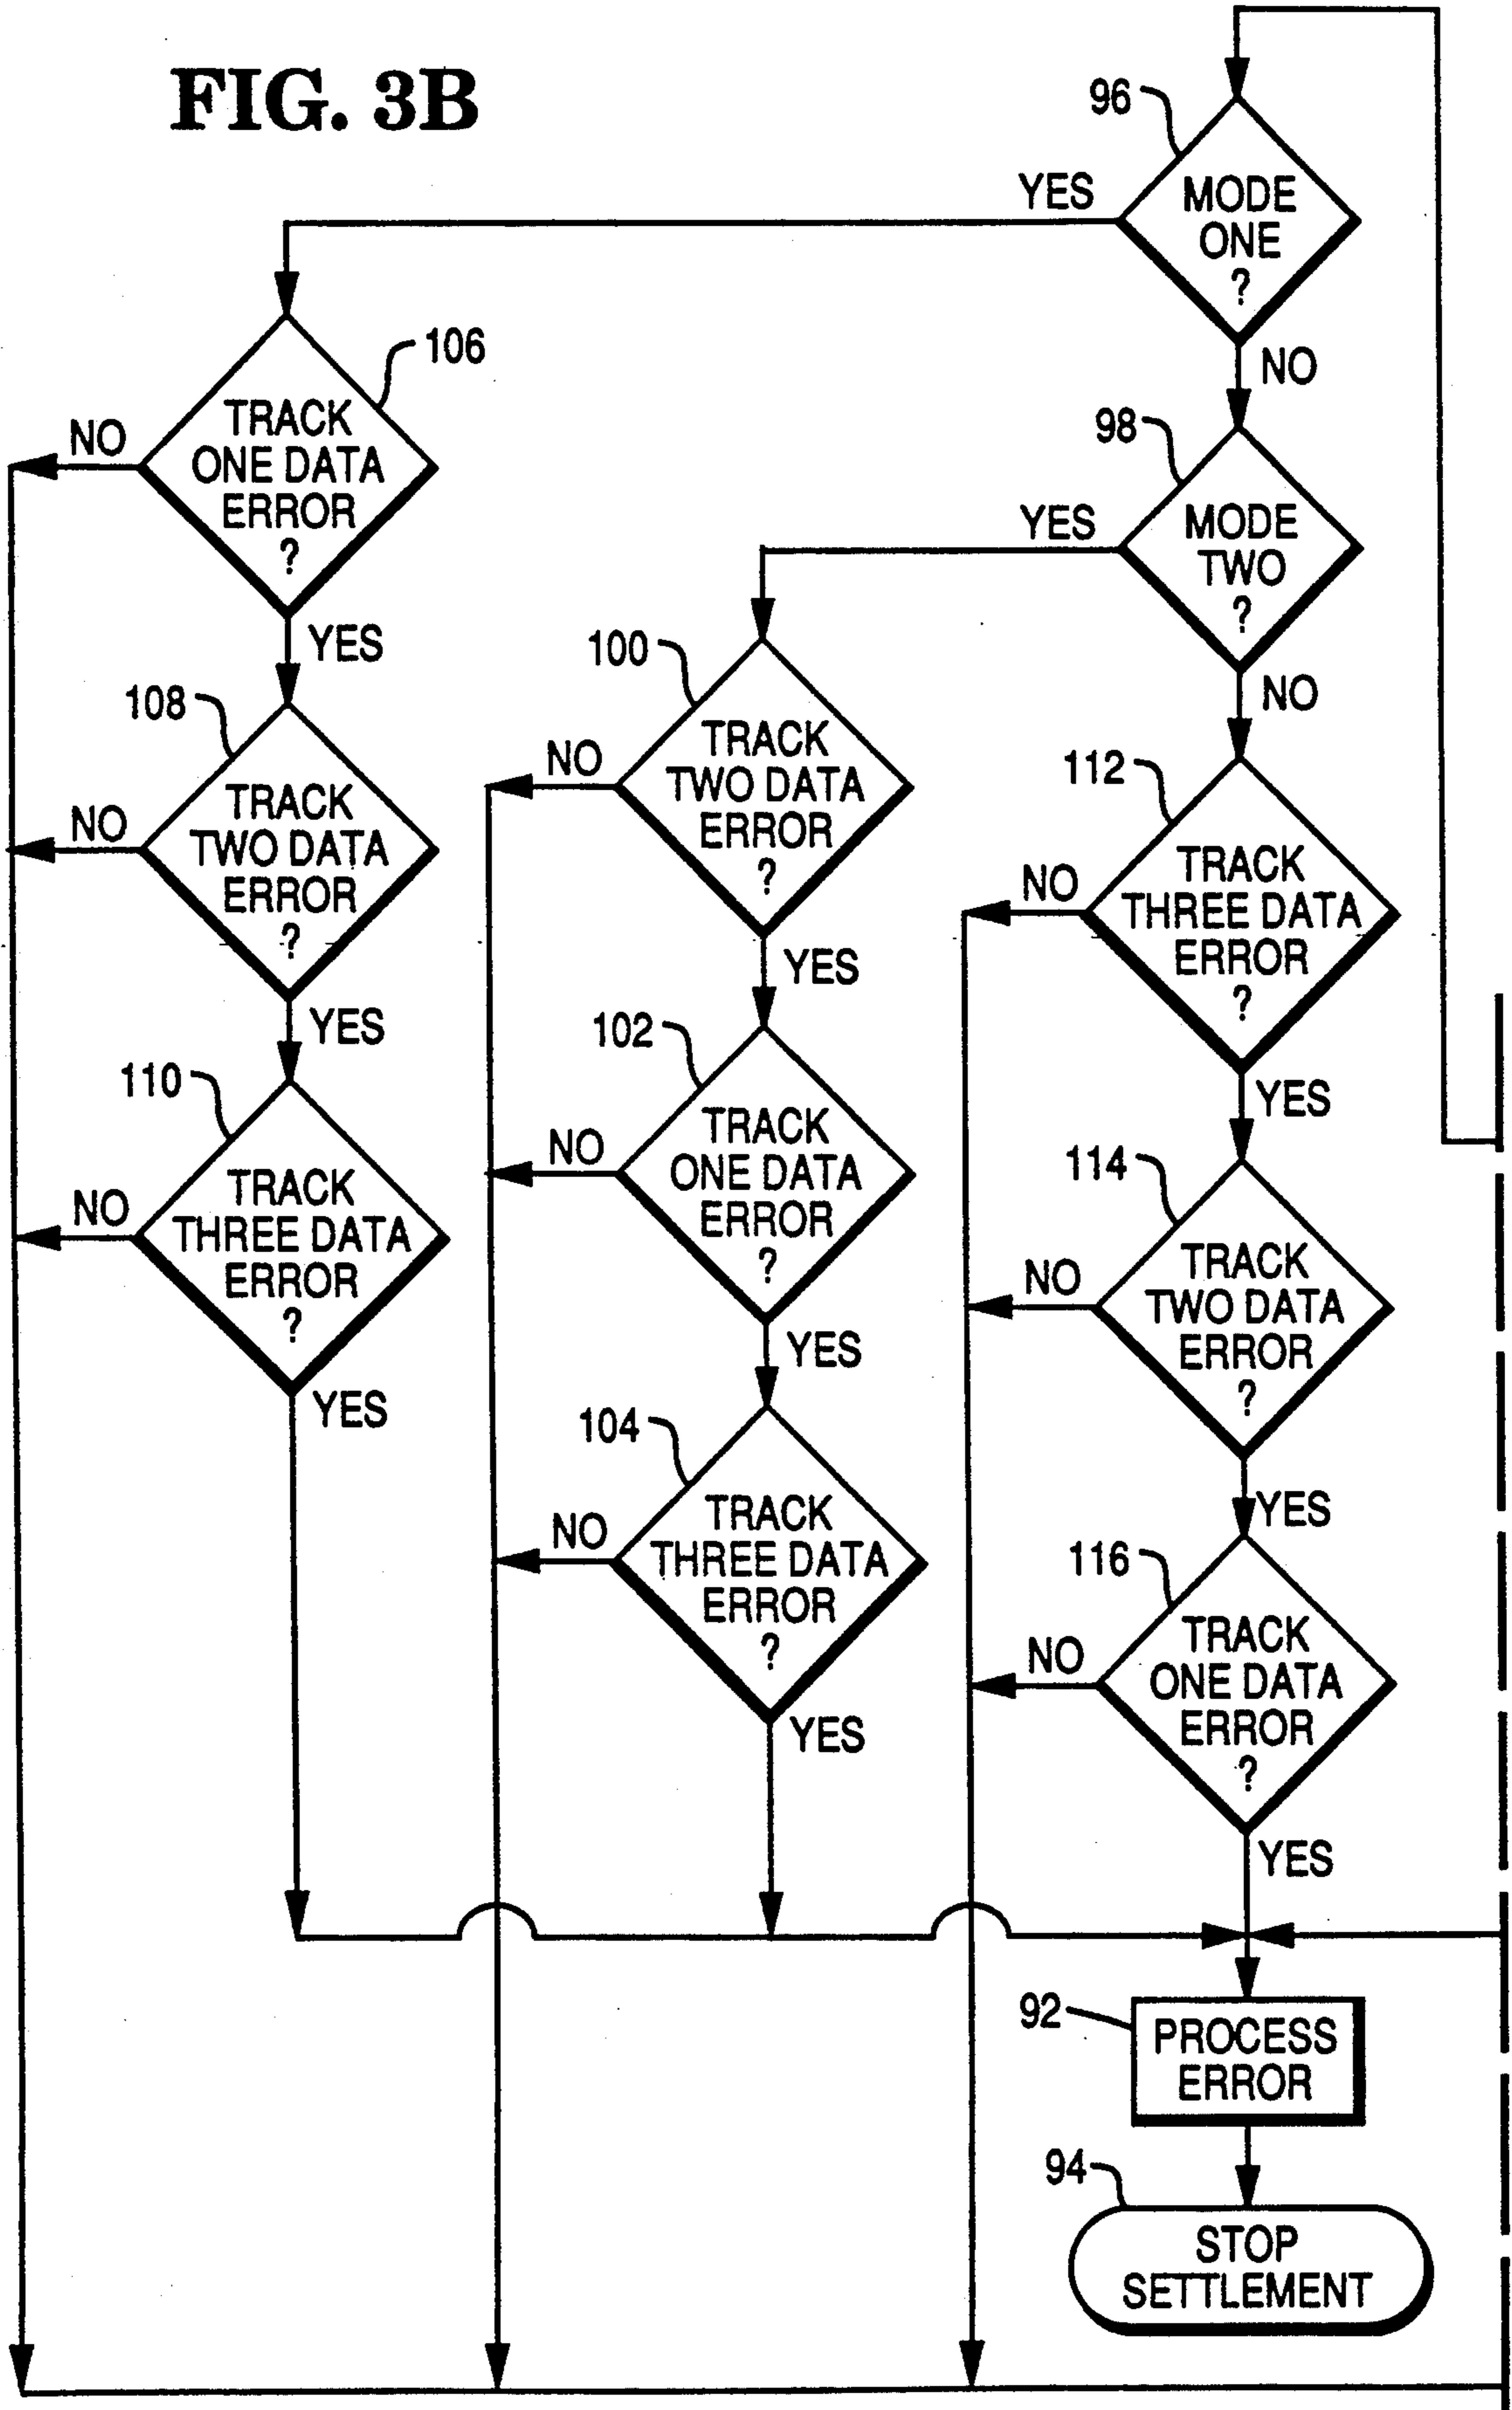 FIG. 3B
96
MODE
ONE
?
YES
NO
98
MODE
TWO
?
YES
NO
106
TRACK
ONE DATA
ERROR
?
NO
YES
108
TRACK
TWO DATA
ERROR
?
NO
YES
110
TRACK
THREE DATA
ERROR
?
NO
YES
100
TRACK
TWO DATA
ERROR
?
NO
YES
102
TRACK
ONE DATA
ERROR
?
NO
YES
104
TRACK
THREE DATA
ERROR
?
NO
YES
112
TRACK
THREE DATA
ERROR
?
NO
YES
114
TRACK
TWO DATA
ERROR
?
NO
YES
116
TRACK
ONE DATA
ERROR
?
NO
YES
92
PROCESS
ERROR
94
STOP
SETTLEMENT